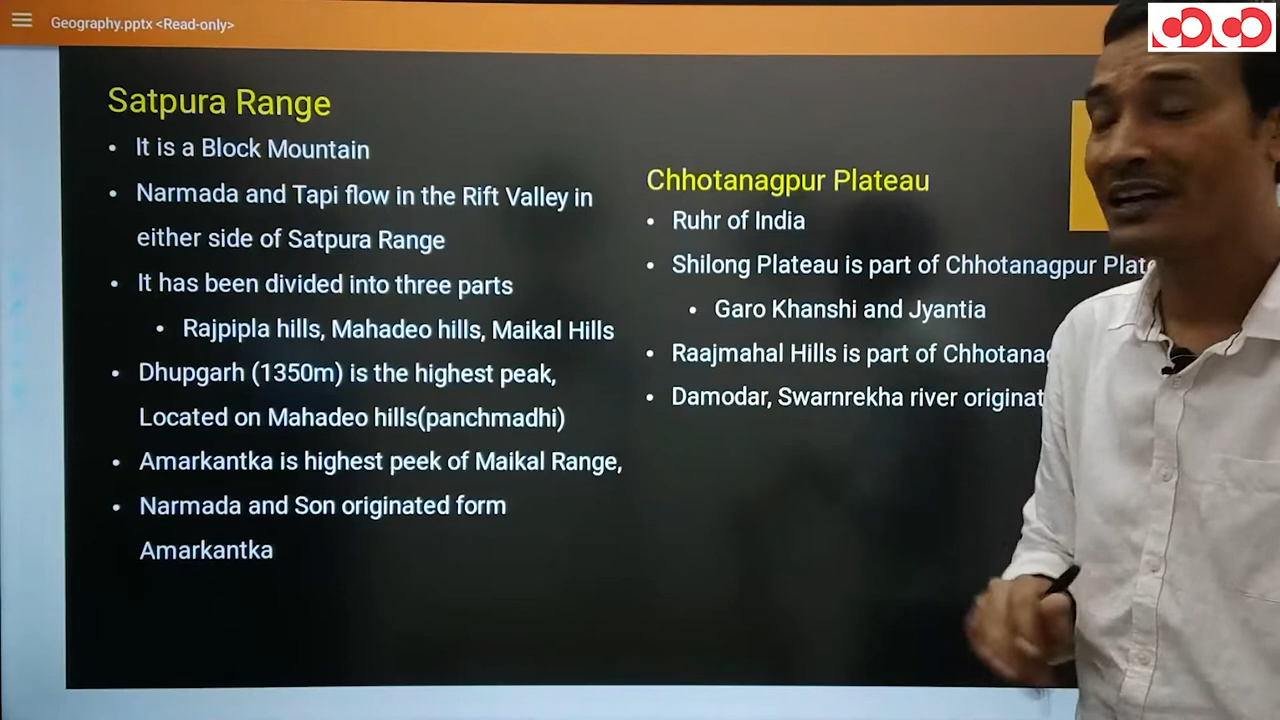 Geography.pptx <Read-only>
Satpura Range
• It is a Block Mountain
• Narmada and Tapi flow in the Rift Valley in
either side of Satpura Range
• It has been divided into three parts
• Rajpipla hills, Mahadeo hills, Maikal Hills
• Dhupgarh (1350m) is the highest peak,
Located on Mahadeo hills(panchmadhi)
• Amarkantka is highest peek of Maikal Range,
• Narmada and Son originated form
Amarkantka
Chhotanagpur Plateau
• Ruhr of India
• Shilong Plateau is part of Chhotanagpur
• Garo Khanshi and Jyantia
• Raajmahal Hills is part of
• Damodar, Swarnrekha river